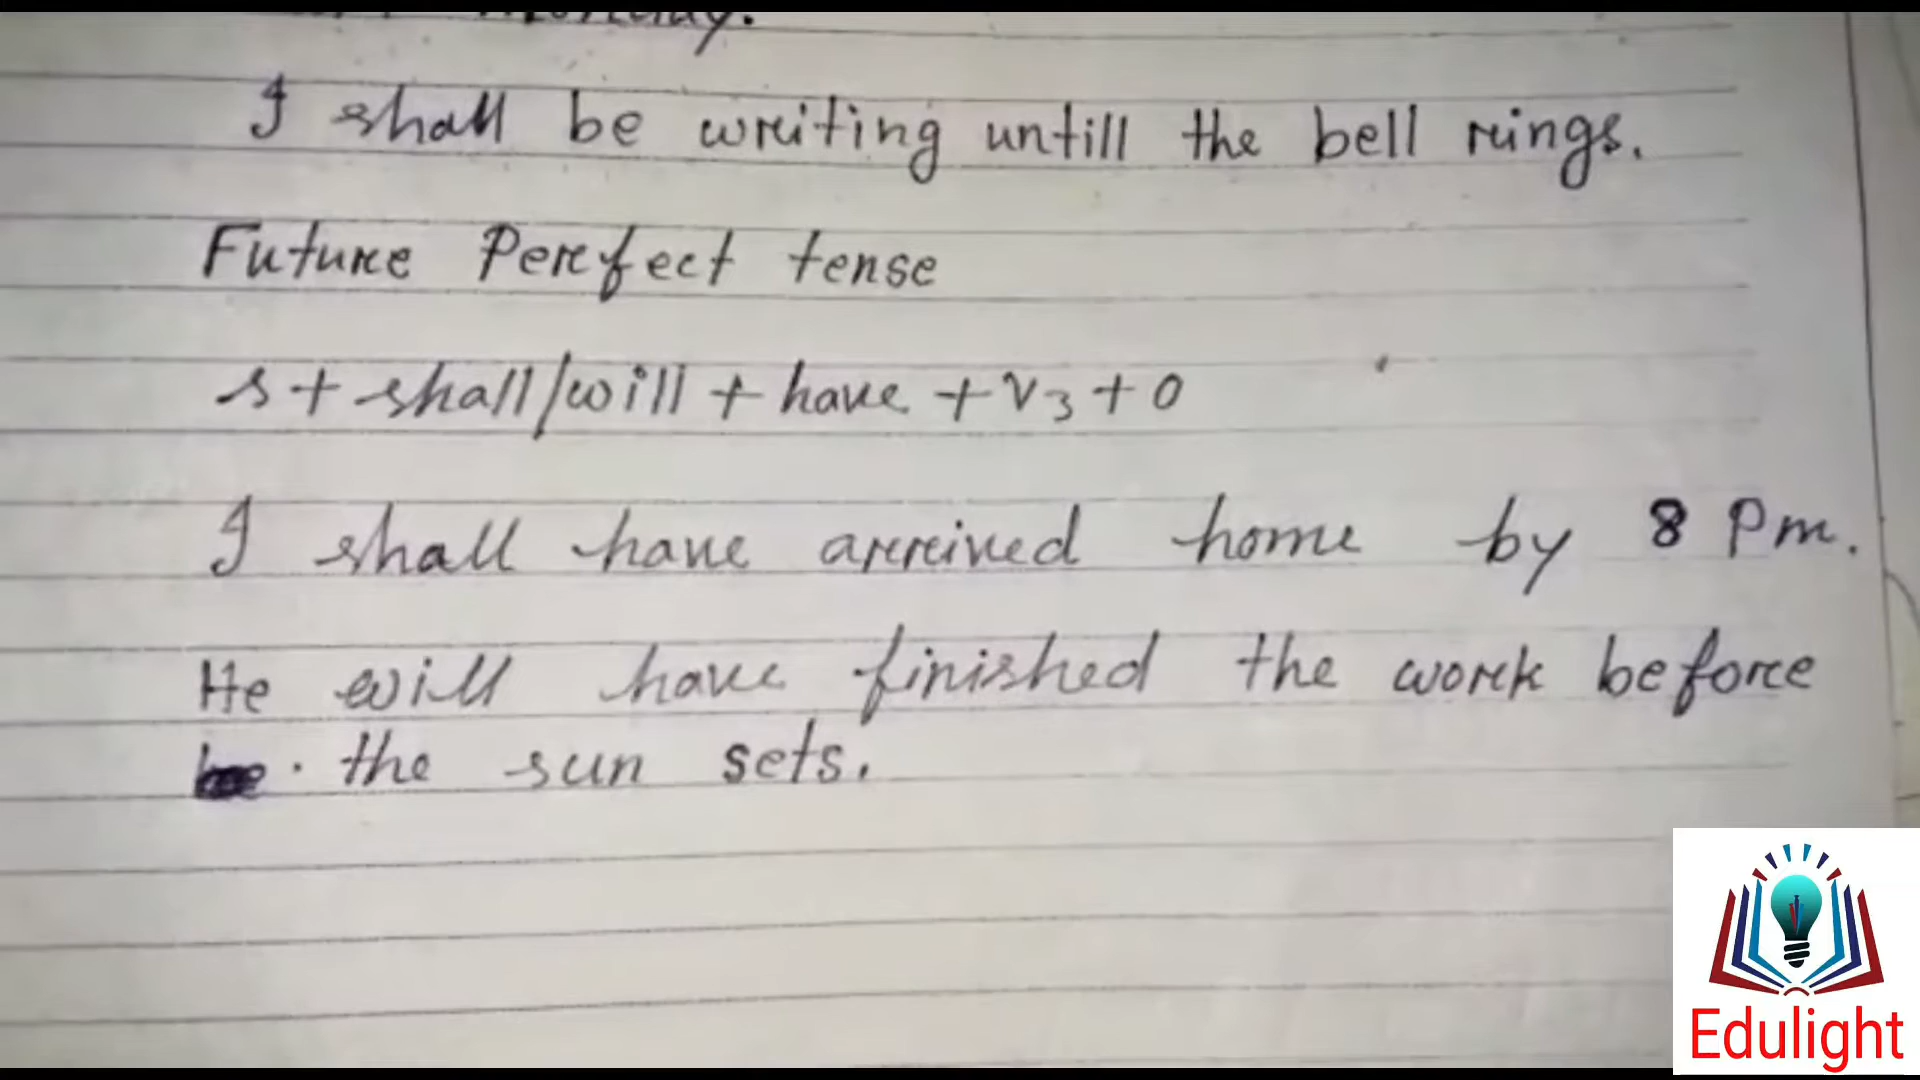 Monday.
I shall be writing untill the bell rings.
Future Perfect tense
s + shall/will + have + V3 + O
I shall have arrived home by 8 Pm.
He will have finished the work before
the sun sets.
Edulight